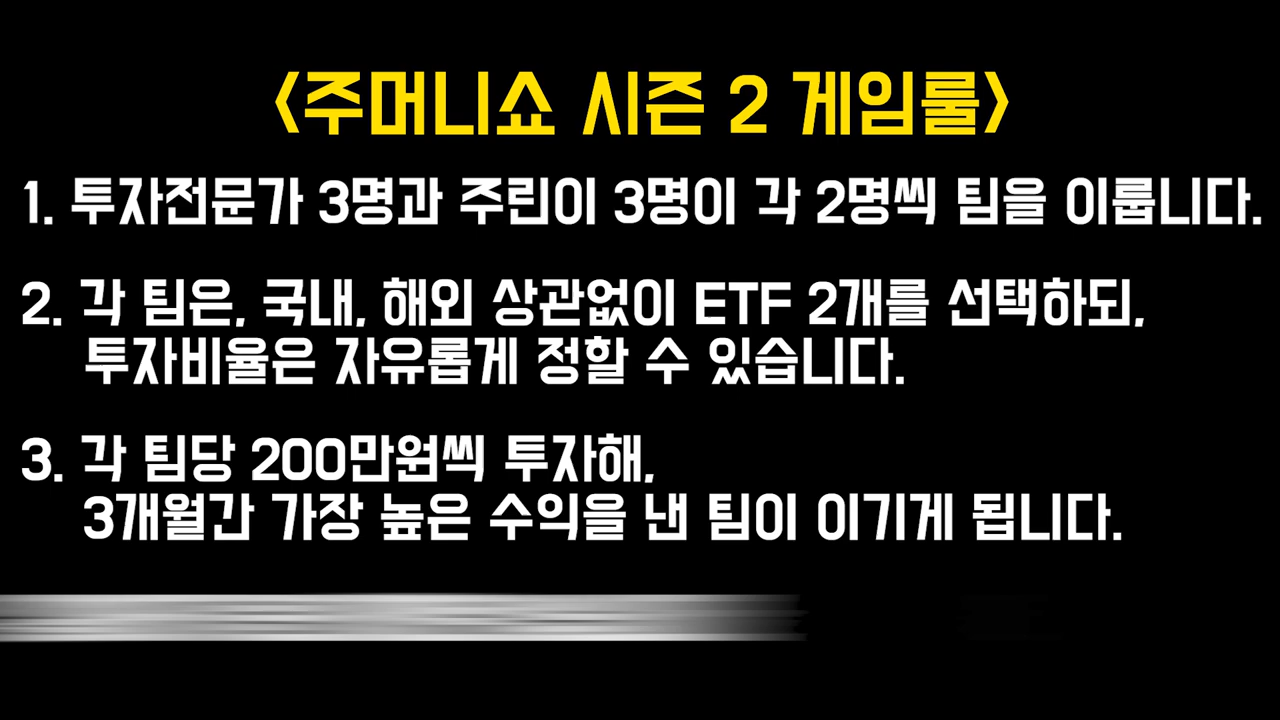 <주머니쇼 시즌 2 게임룰>
1. 투자전문가 3명과 주린이 3명이 각 2명씩 팀을 이룹니다.
2. 각 팀은, 국내, 해외 상관없이 ETF 2개를 선택하되,
투자비율은 자유롭게 정할 수 있습니다.
3. 각 팀당 200만원씩 투자해,
3개월간 가장 높은 수익을 낸 팀이 이기게 됩니다.